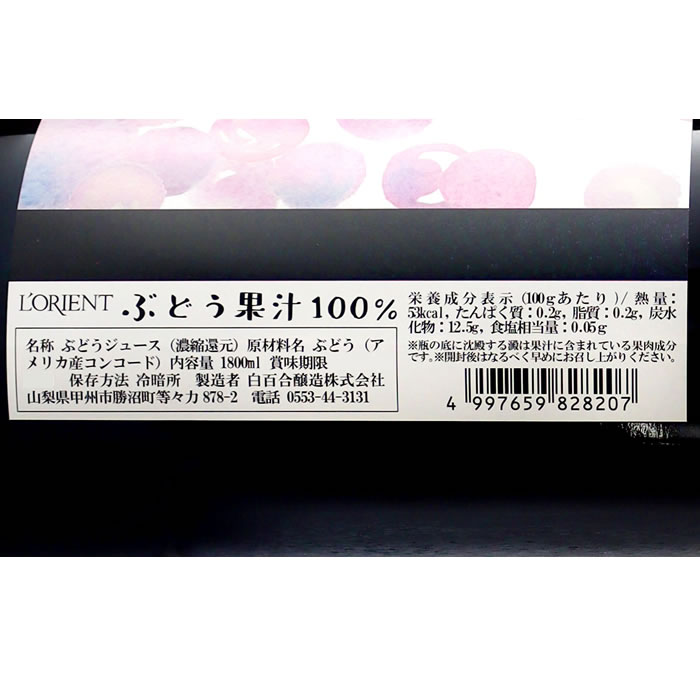 L'ORIENT ぶどう果汁100%
名称 ぶどうジュース（濃縮還元）原材料名 ぶどう（ア
メリカ産コンコード）内容量 1800ml 賞味期限
保存方法 冷暗所 製造者 白百合醸造株式会社
山梨県甲州市勝沼町等々力878-2 電話 0553-44-3131
栄養成分表示（100gあたり）/ 熱量：
53kcal, たんぱく質：0.2g, 脂質：0.2g, 炭水
化物：12.5g, 食塩相当量：0.05g
※瓶の底に沈殿する澱は果汁に含まれている果肉成分
です。※開封後はなるべく早めにお召し上がりください。
4 997659 828207